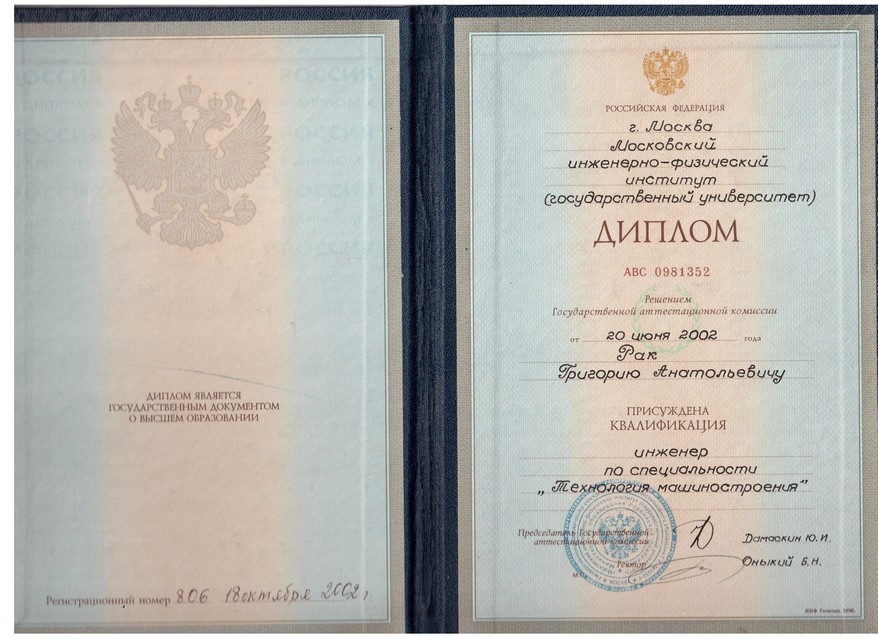 ДИПЛОМ ЯВЛЯЕТСЯ
ГОСУДАРСТВЕННЫМ ДОКУМЕНТОМ
О ВЫСШЕМ ОБРАЗОВАНИИ
Регистрационный номер 806 18 октября 2002 г
РОССИЙСКАЯ ФЕДЕРАЦИЯ
г. Москва
Московский
инженерно-физический
институт
(государственный университет)
ДИПЛОМ
АВС 0981352
Решением
Государственной аттестационной комиссии
от 20 июня 2002 года
Рак
Григорию Анатольевичу
ПРИСУЖДЕНА
КВАЛИФИКАЦИЯ
инженер
по специальности
„Технология машиностроения"
Председатель Государственной
аттестационной комиссии
Дамаскин Ю.И.
Ректор
Оныкий Б.Н.